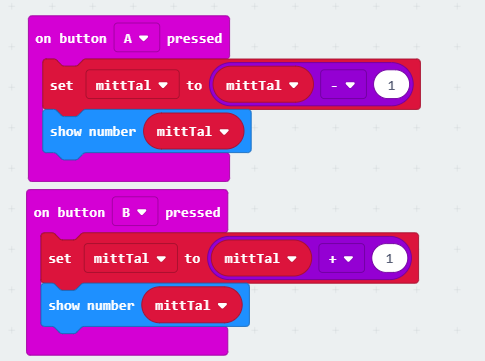 on button A pressed
set mittTal to mittTal - 1
show number mittTal
on button B pressed
set mittTal to mittTal + 1
show number mittTal